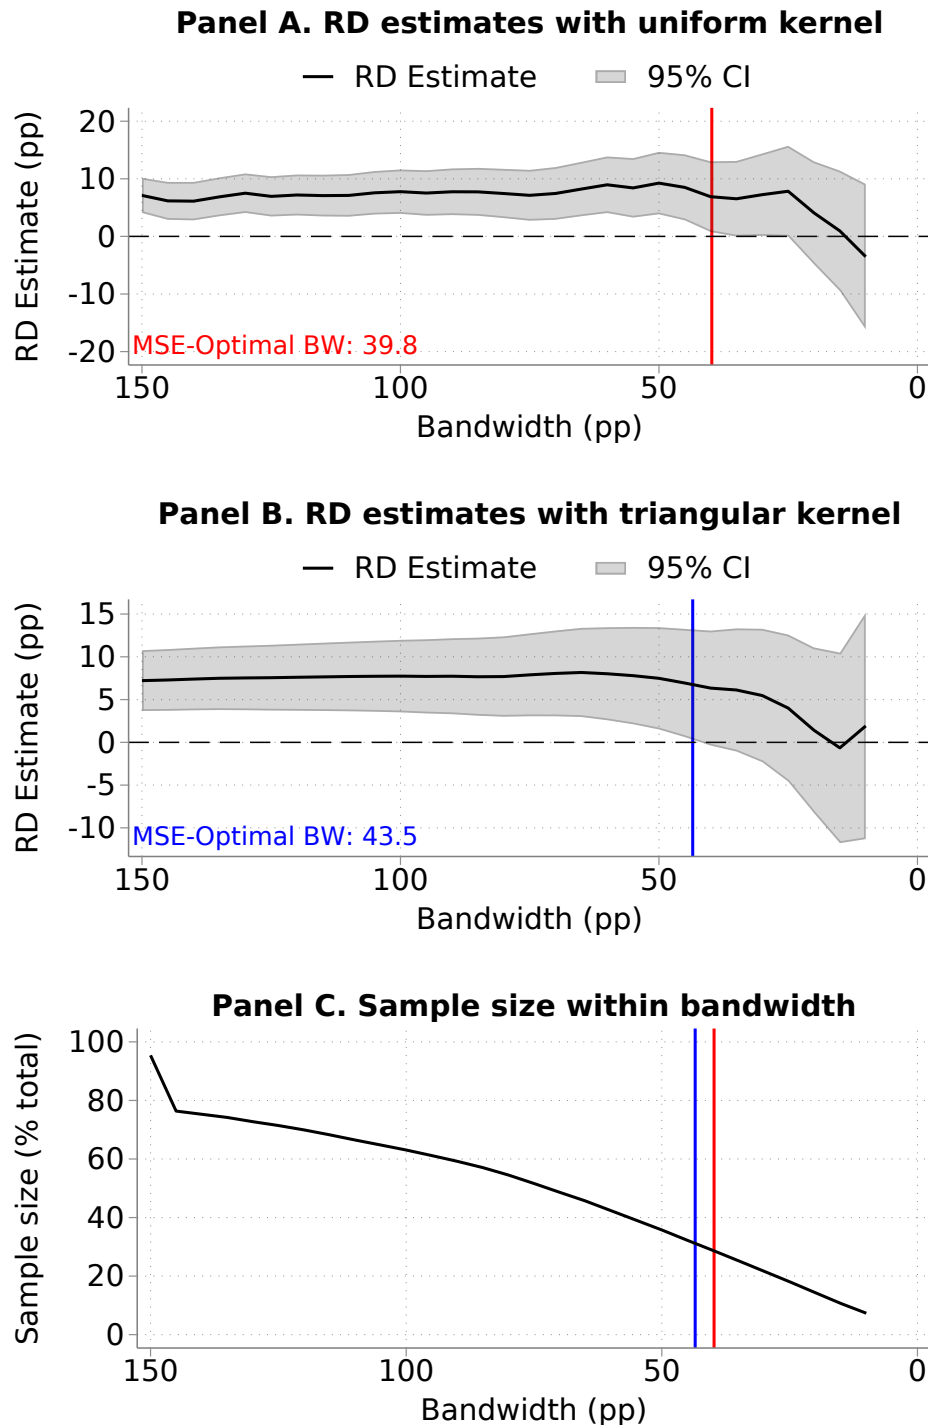 Panel A. RD estimates with uniform kernel
RD Estimate 95% CI
RD Estimate (pp)
20
10
0
-10
-20
MSE-Optimal BW: 39.8
150 100 50 0
Bandwidth (pp)
Panel B. RD estimates with triangular kernel
RD Estimate 95% CI
RD Estimate (pp)
15
10
5
0
-5
-10
MSE-Optimal BW: 43.5
150 100 50 0
Bandwidth (pp)
Panel C. Sample size within bandwidth
Sample size (% total)
100
80
60
40
20
0
150 100 50 0
Bandwidth (pp)